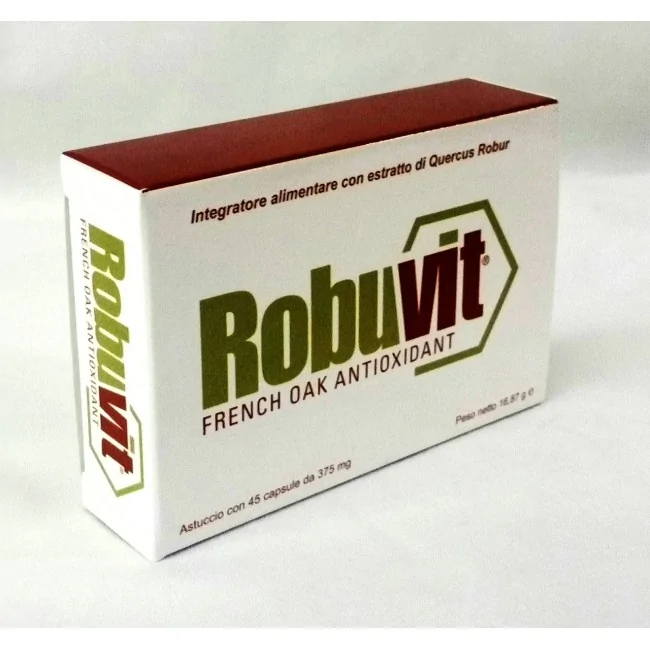 Integratore alimentare con estratto di Quercus Robur
Robuvit®
FRENCH OAK ANTIOXIDANT
Peso netto 16,87 g e
Astuccio con 45 capsule da 375 mg
Robuvit®
FRENCH OAK ANTIOXIDANT